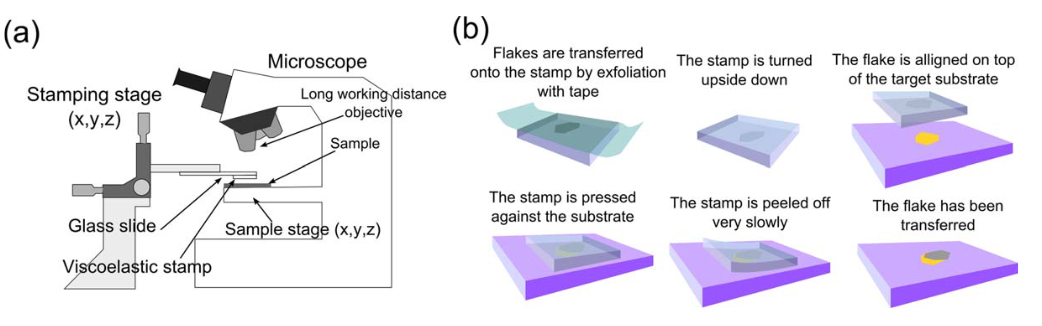 (a)
Microscope
Stamping stage
(x,y,z)
Long working distance
objective
Sample
Glass slide
Sample stage (x,y,z)
Viscoelastic stamp
(b)
Flakes are transferred
onto the stamp by exfoliation
with tape
The stamp is turned
upside down
The flake is alligned on top
of the target substrate
The stamp is pressed
against the substrate
The stamp is peeled off
very slowly
The flake has been
transferred